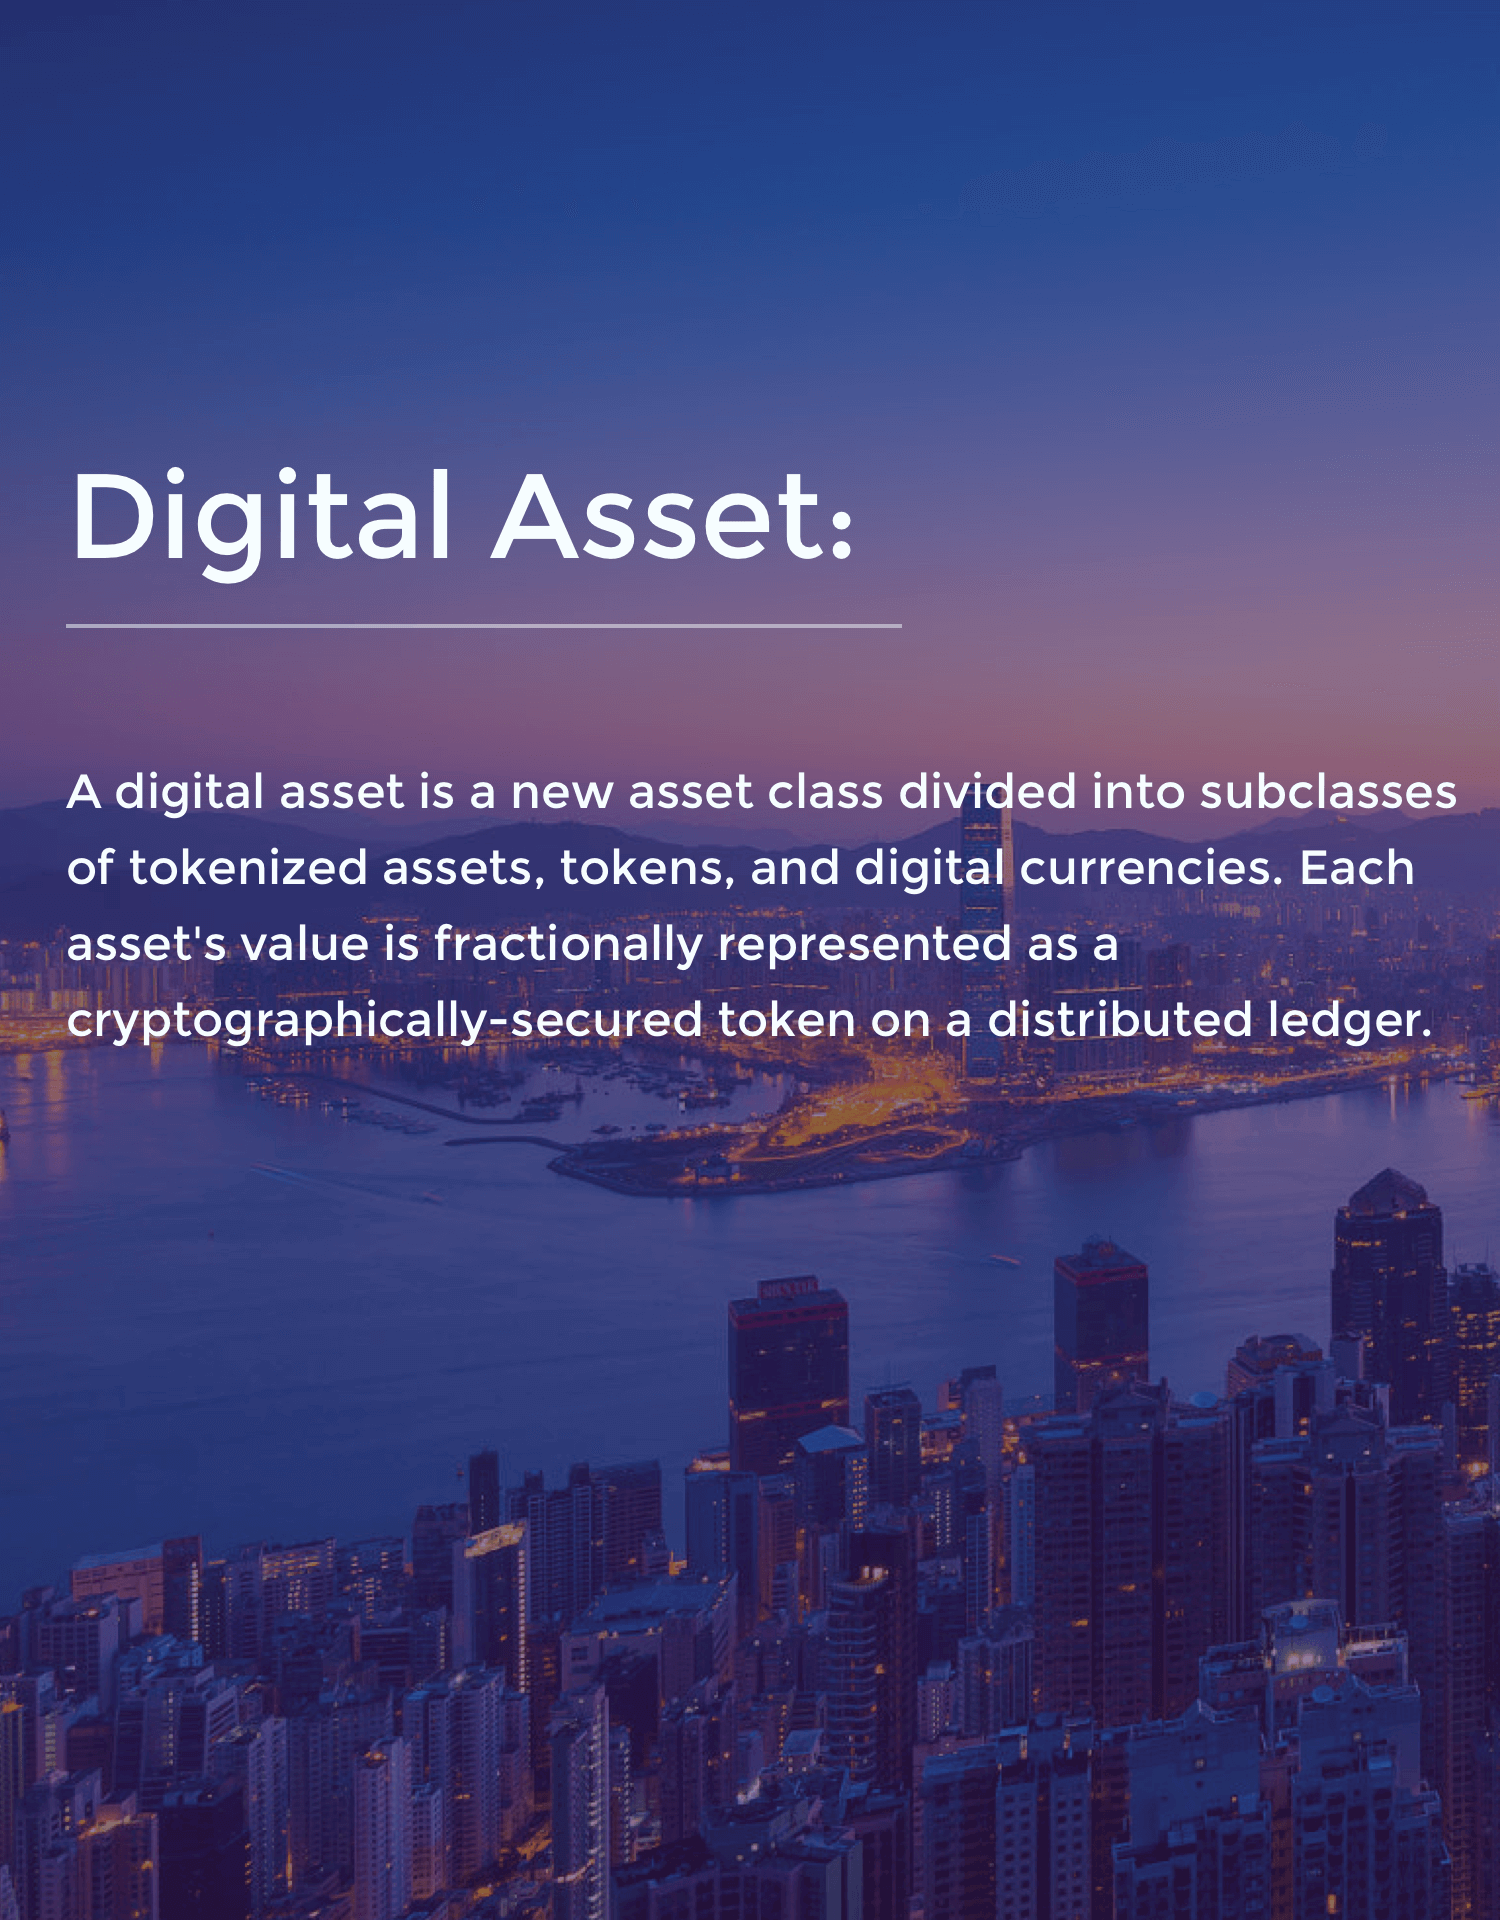 Digital Asset:
A digital asset is a new asset class divided into subclasses
of tokenized assets, tokens, and digital currencies. Each
asset's value is fractionally represented as a
cryptographically-secured token on a distributed ledger.